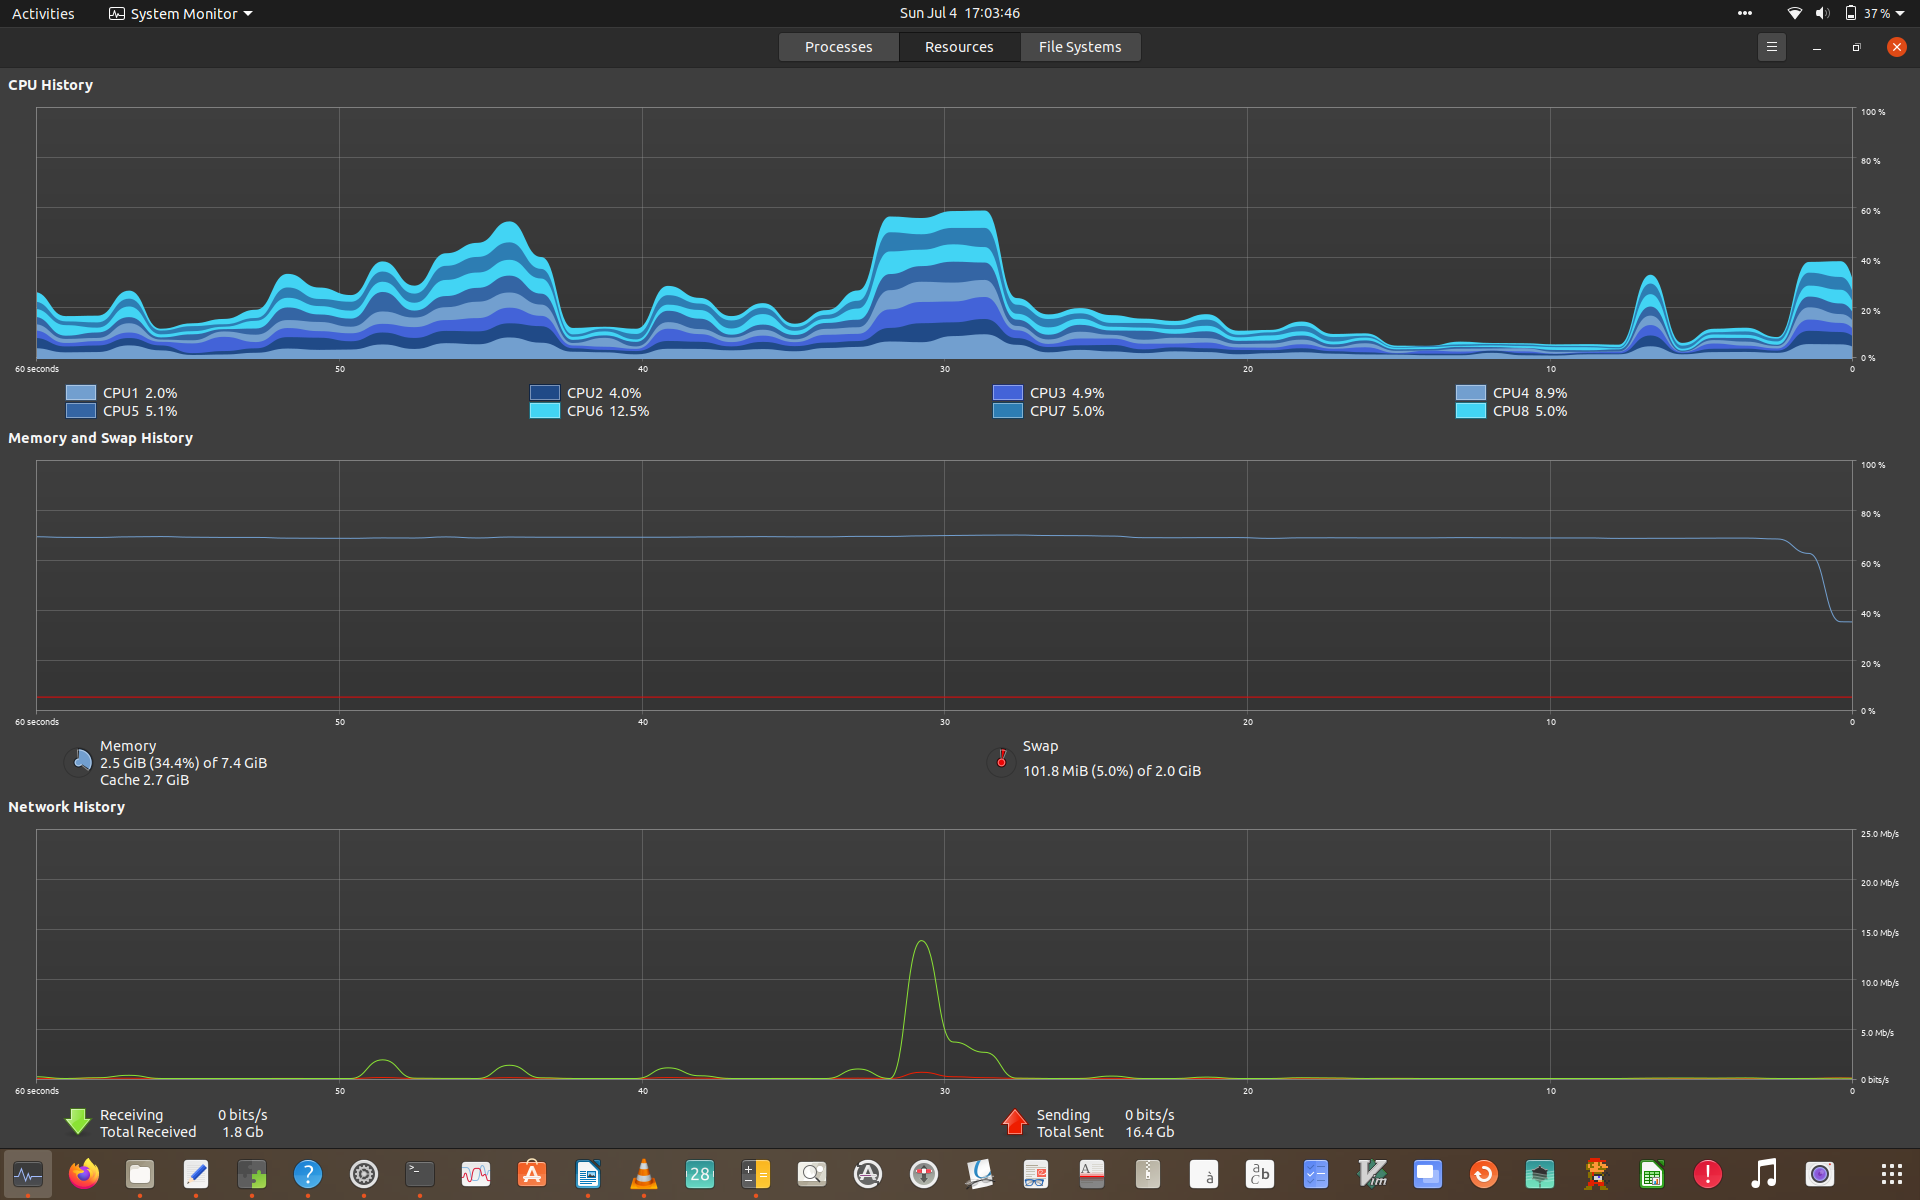 Activities
System Monitor
Sun Jul 4 17:03:46
37 %
Processes
Resources
File Systems
CPU History
100 %
80 %
60 %
40 %
20 %
0 %
60 seconds
50
40
30
20
10
0
CPU1 2.0%
CPU2 4.0%
CPU3 4.9%
CPU4 8.9%
CPU5 5.1%
CPU6 12.5%
CPU7 5.0%
CPU8 5.0%
Memory and Swap History
100 %
80 %
60 %
40 %
20 %
0 %
60 seconds
50
40
30
20
10
0
Memory
2.5 GiB (34.4%) of 7.4 GiB
Cache 2.7 GiB
Swap
101.8 MiB (5.0%) of 2.0 GiB
Network History
25.0 Mb/s
20.0 Mb/s
15.0 Mb/s
10.0 Mb/s
5.0 Mb/s
0 bits/s
60 seconds
50
40
30
20
10
0
Receiving 0 bits/s
Total Received 1.8 Gb
Sending 0 bits/s
Total Sent 16.4 Gb
?
>_
A
28
A
A
à
a b c
Vim
!